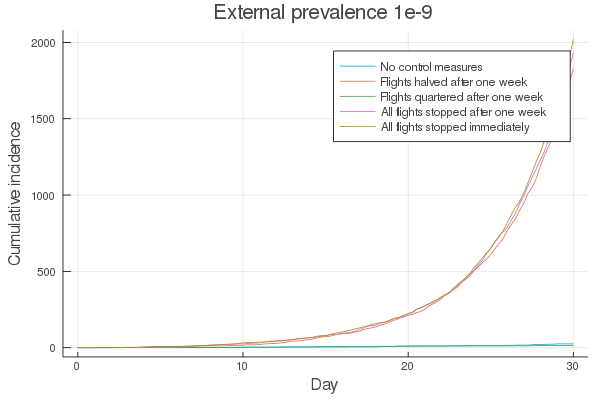 External prevalence 1e-9
Cumulative incidence
2000
1500
1000
500
0
No control measures
Flights halved after one week
Flights quartered after one week
All flights stopped after one week
All flights stopped immediately
0 10 20 30
Day